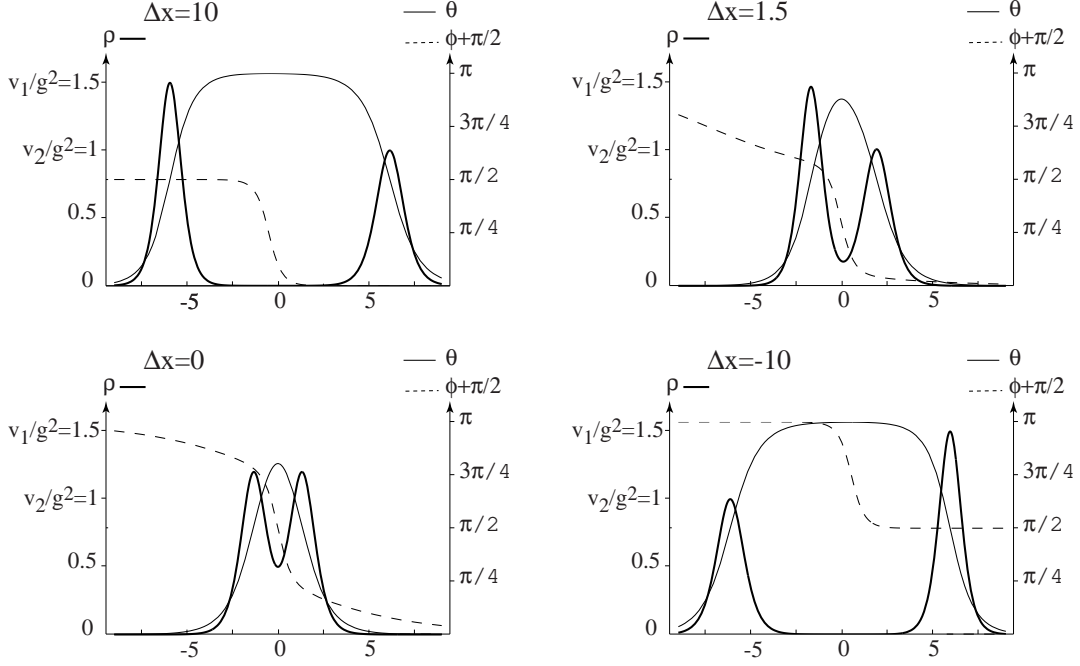 Δx=10
θ
ρ
ϕ+π/2
v₁/g²=1.5
π
3π/4
v₂/g²=1
π/2
0.5
π/4
0
-5 0 5
Δx=1.5
θ
ρ
ϕ+π/2
v₁/g²=1.5
π
3π/4
v₂/g²=1
π/2
0.5
π/4
0
-5 0 5
Δx=0
θ
ρ
ϕ+π/2
v₁/g²=1.5
π
3π/4
v₂/g²=1
π/2
0.5
π/4
0
-5 0 5
Δx=-10
θ
ρ
ϕ+π/2
v₁/g²=1.5
π
3π/4
v₂/g²=1
π/2
0.5
π/4
0
-5 0 5